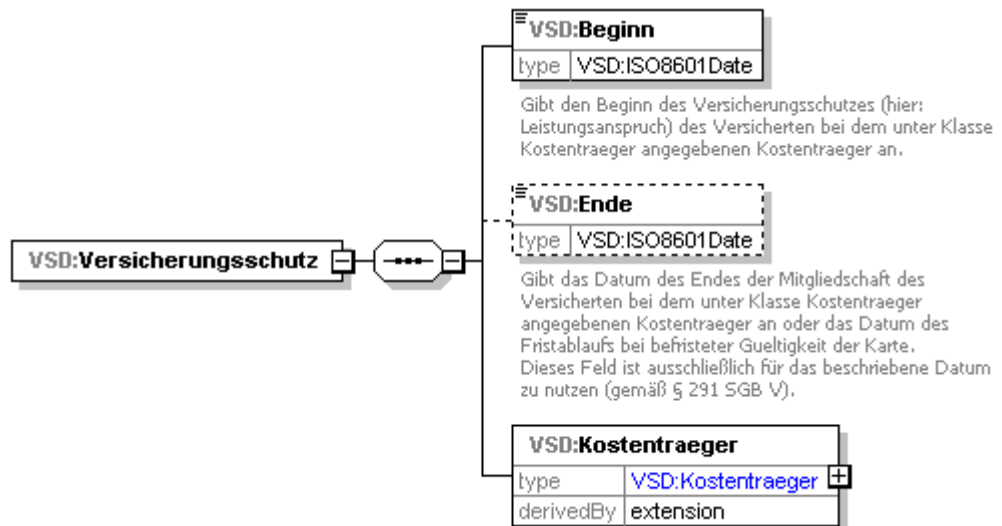 VSD:Beginn
type VSD:ISO8601Date
Gibt den Beginn des Versicherungsschutzes (hier:
Leistungsanspruch) des Versicherten bei dem unter Klasse
Kostentraeger angegebenen Kostentraeger an.
VSD:Ende
type VSD:ISO8601Date
VSD:Versicherungsschutz
Gibt das Datum des Endes der Mitgliedschaft des
Versicherten bei dem unter Klasse Kostentraeger
angegebenen Kostentraeger an oder das Datum des
Fristablaufs bei befristeter Gueltigkeit der Karte.
Dieses Feld ist ausschließlich für das beschriebene Datum
zu nutzen (gemäß § 291 SGB V).
VSD:Kostentraeger
type VSD:Kostentraeger
derivedBy extension